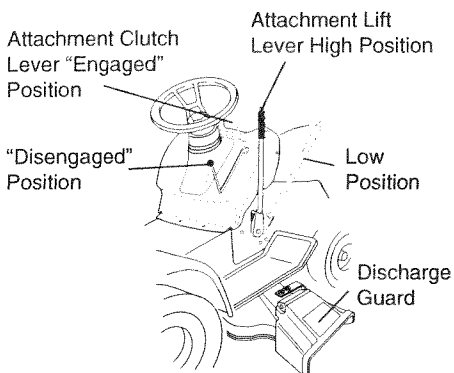 Attachment Lift
Lever High Position
Attachment Clutch
Lever “Engaged”
Position
“Disengaged”
Position
Low
Position
Discharge
Guard